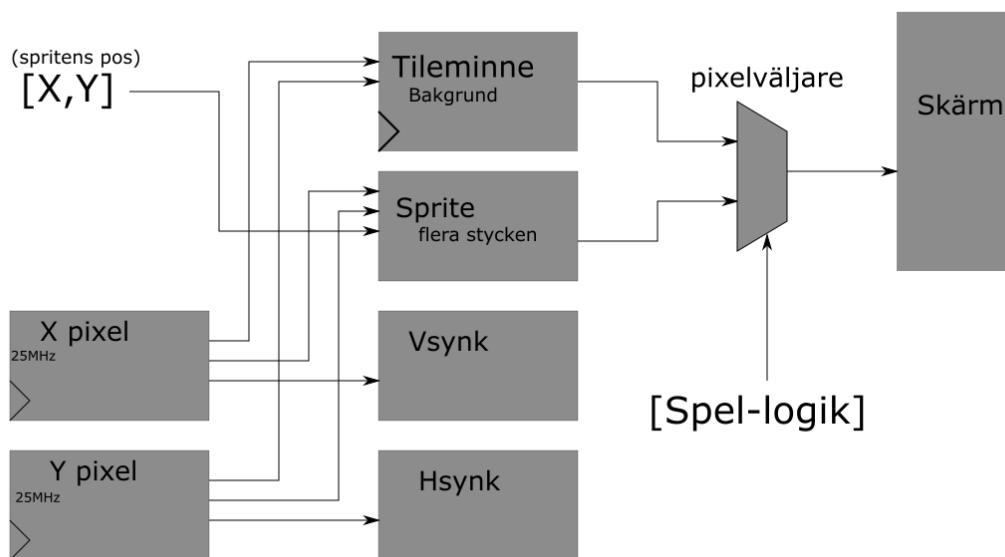 (spritens pos)
[X,Y]
Tileminne
Bakgrund
pixelväljare
Skärm
Sprite
flera stycken
X pixel
25MHz
Vsynk
[Spel-logik]
Y pixel
25MHz
Hsynk